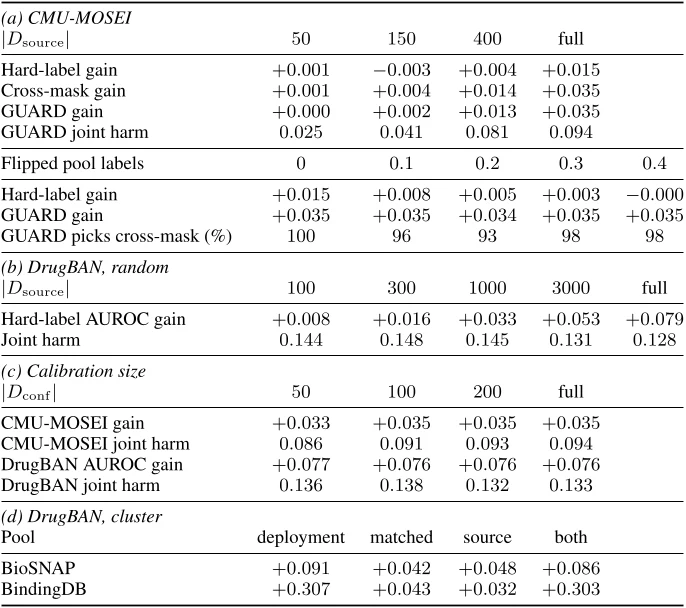 (a) CMU-MOSEI
|D_source| 50 150 400 full
Hard-label gain +0.001 −0.003 +0.004 +0.015
Cross-mask gain +0.001 +0.004 +0.014 +0.035
GUARD gain +0.000 +0.002 +0.013 +0.035
GUARD joint harm 0.025 0.041 0.081 0.094
Flipped pool labels 0 0.1 0.2 0.3 0.4
Hard-label gain +0.015 +0.008 +0.005 +0.003 −0.000
GUARD gain +0.035 +0.035 +0.034 +0.035 +0.035
GUARD picks cross-mask (%) 100 96 93 98 98
(b) DrugBAN, random
|D_source| 100 300 1000 3000 full
Hard-label AUROC gain +0.008 +0.016 +0.033 +0.053 +0.079
Joint harm 0.144 0.148 0.145 0.131 0.128
(c) Calibration size
|D_conf| 50 100 200 full
CMU-MOSEI gain +0.033 +0.035 +0.035 +0.035
CMU-MOSEI joint harm 0.086 0.091 0.093 0.094
DrugBAN AUROC gain +0.077 +0.076 +0.076 +0.076
DrugBAN joint harm 0.136 0.138 0.132 0.133
(d) DrugBAN, cluster
Pool deployment matched source both
BioSNAP +0.091 +0.042 +0.048 +0.086
BindingDB +0.307 +0.043 +0.032 +0.303